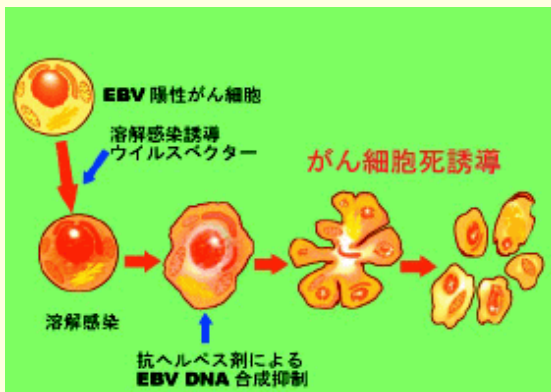 EBV 陽性がん細胞
溶解感染誘導
ウイルスベクター
がん細胞死誘導
溶解感染
抗ヘルペス剤による
EBV DNA 合成抑制